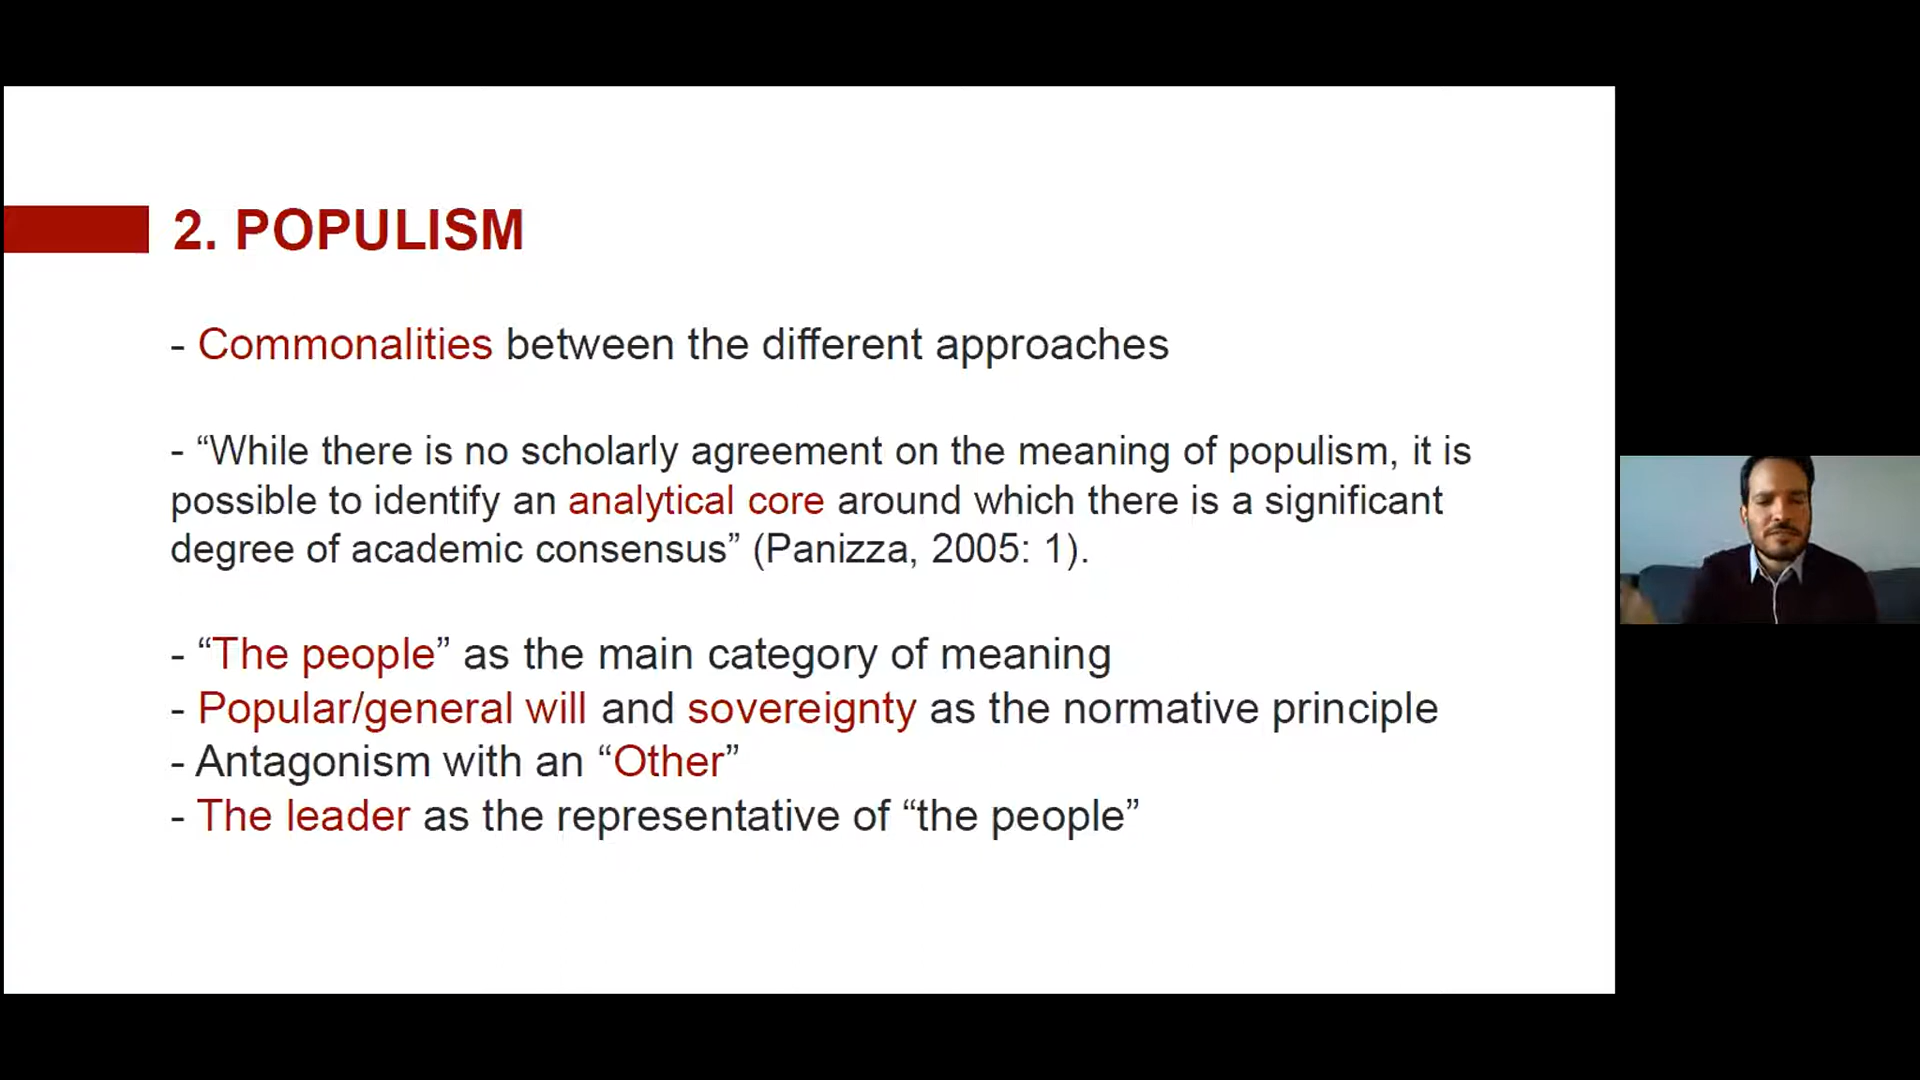 2. POPULISM
- Commonalities between the different approaches
- “While there is no scholarly agreement on the meaning of populism, it is
possible to identify an analytical core around which there is a significant
degree of academic consensus” (Panizza, 2005: 1).
- “The people” as the main category of meaning
- Popular/general will and sovereignty as the normative principle
- Antagonism with an “Other”
- The leader as the representative of “the people”